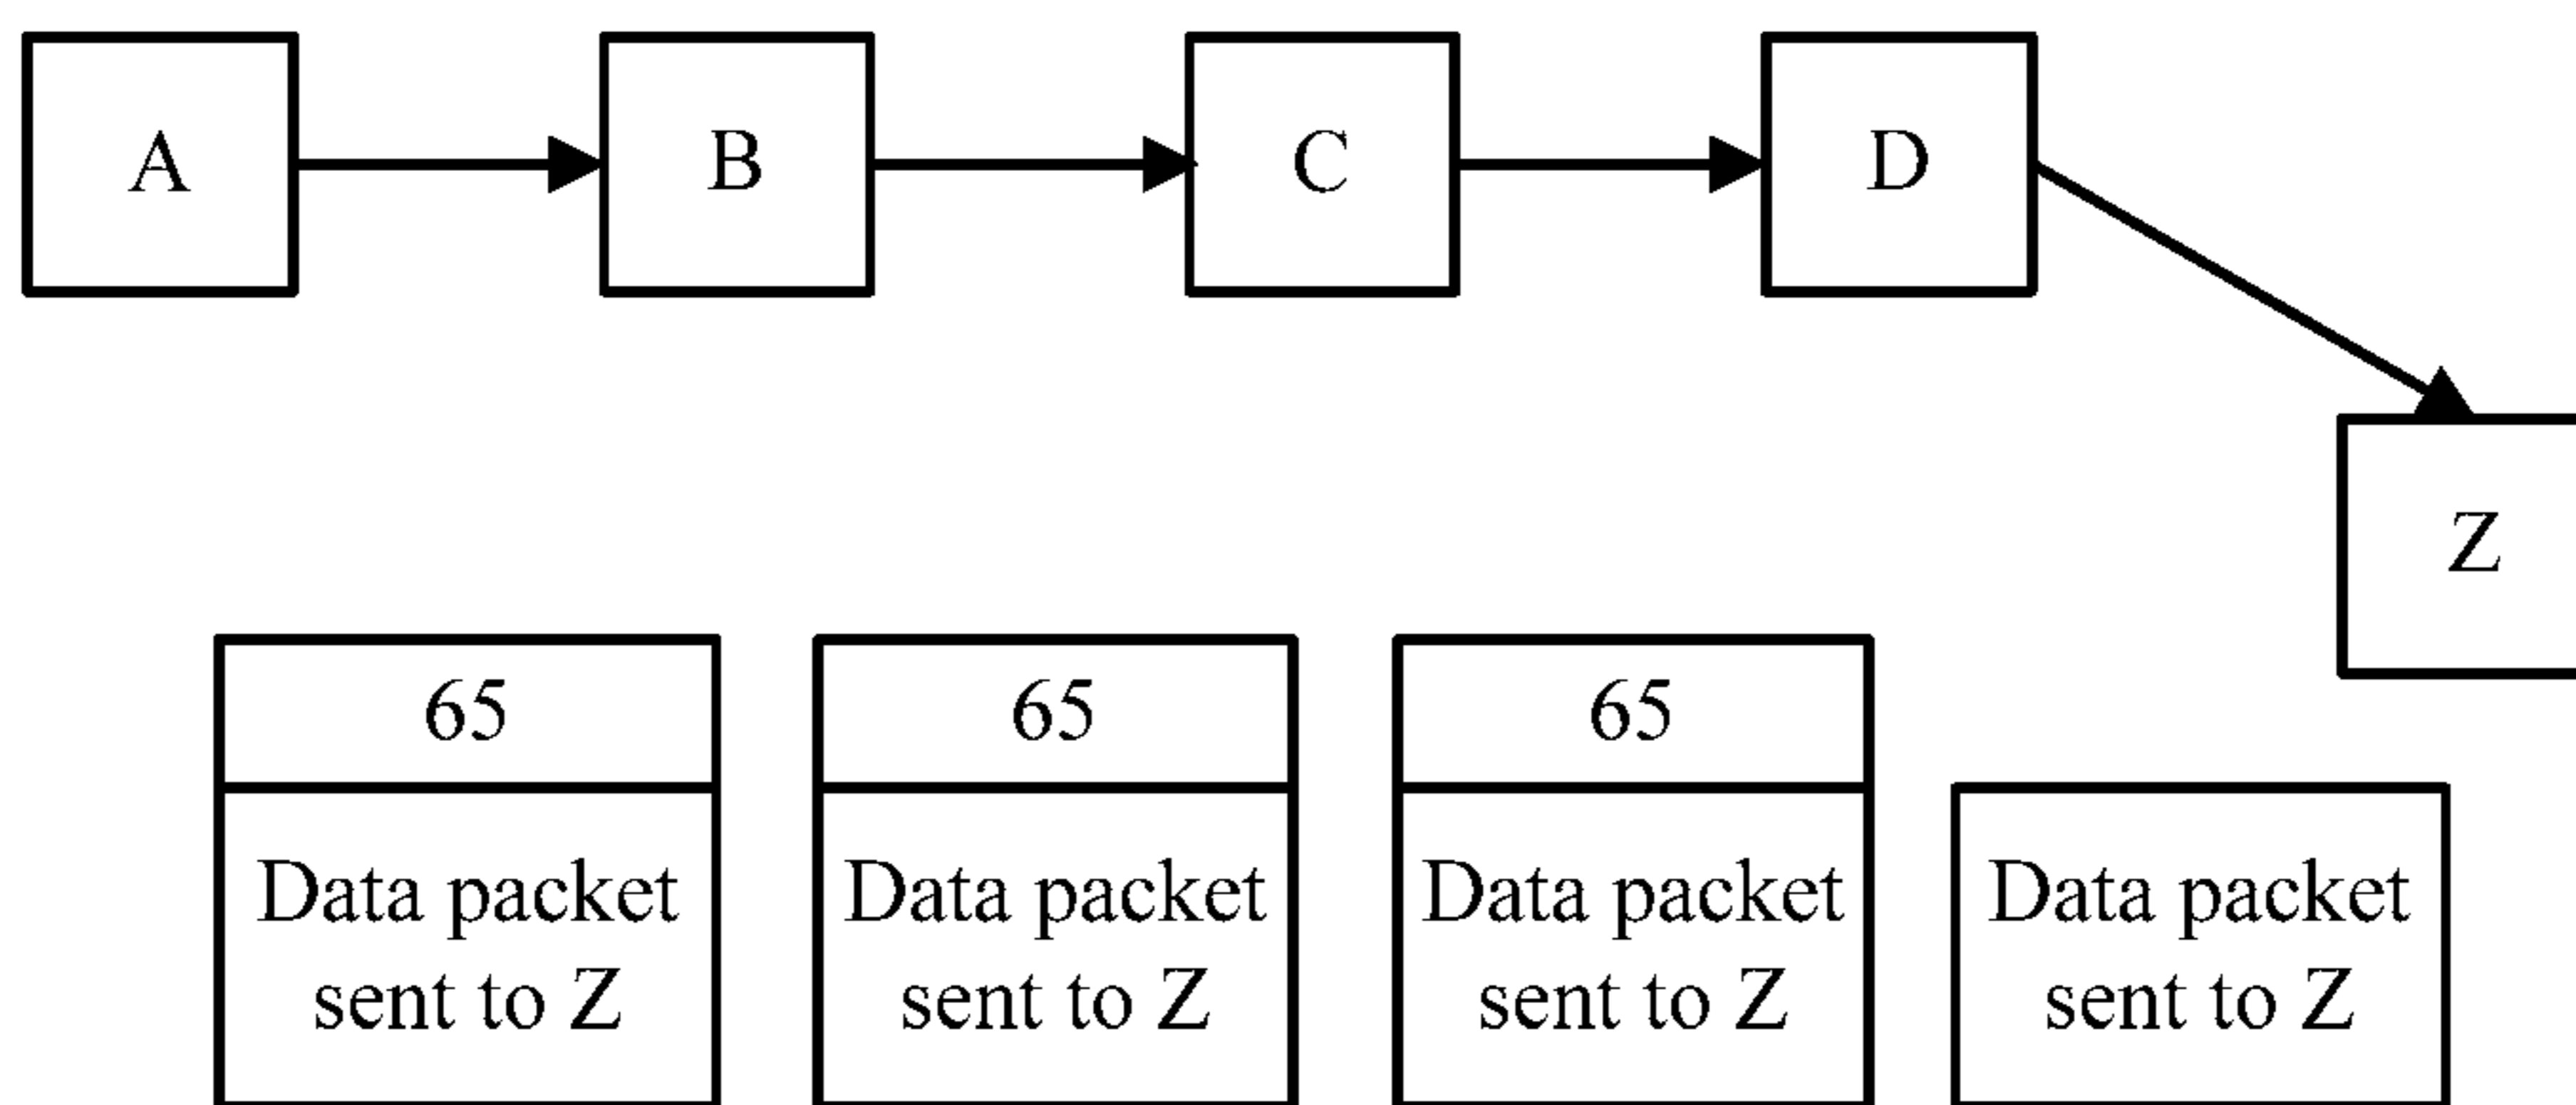 A
B
C
D
Z
65
65
65
Data packet
sent to Z
Data packet
sent to Z
Data packet
sent to Z
Data packet
sent to Z